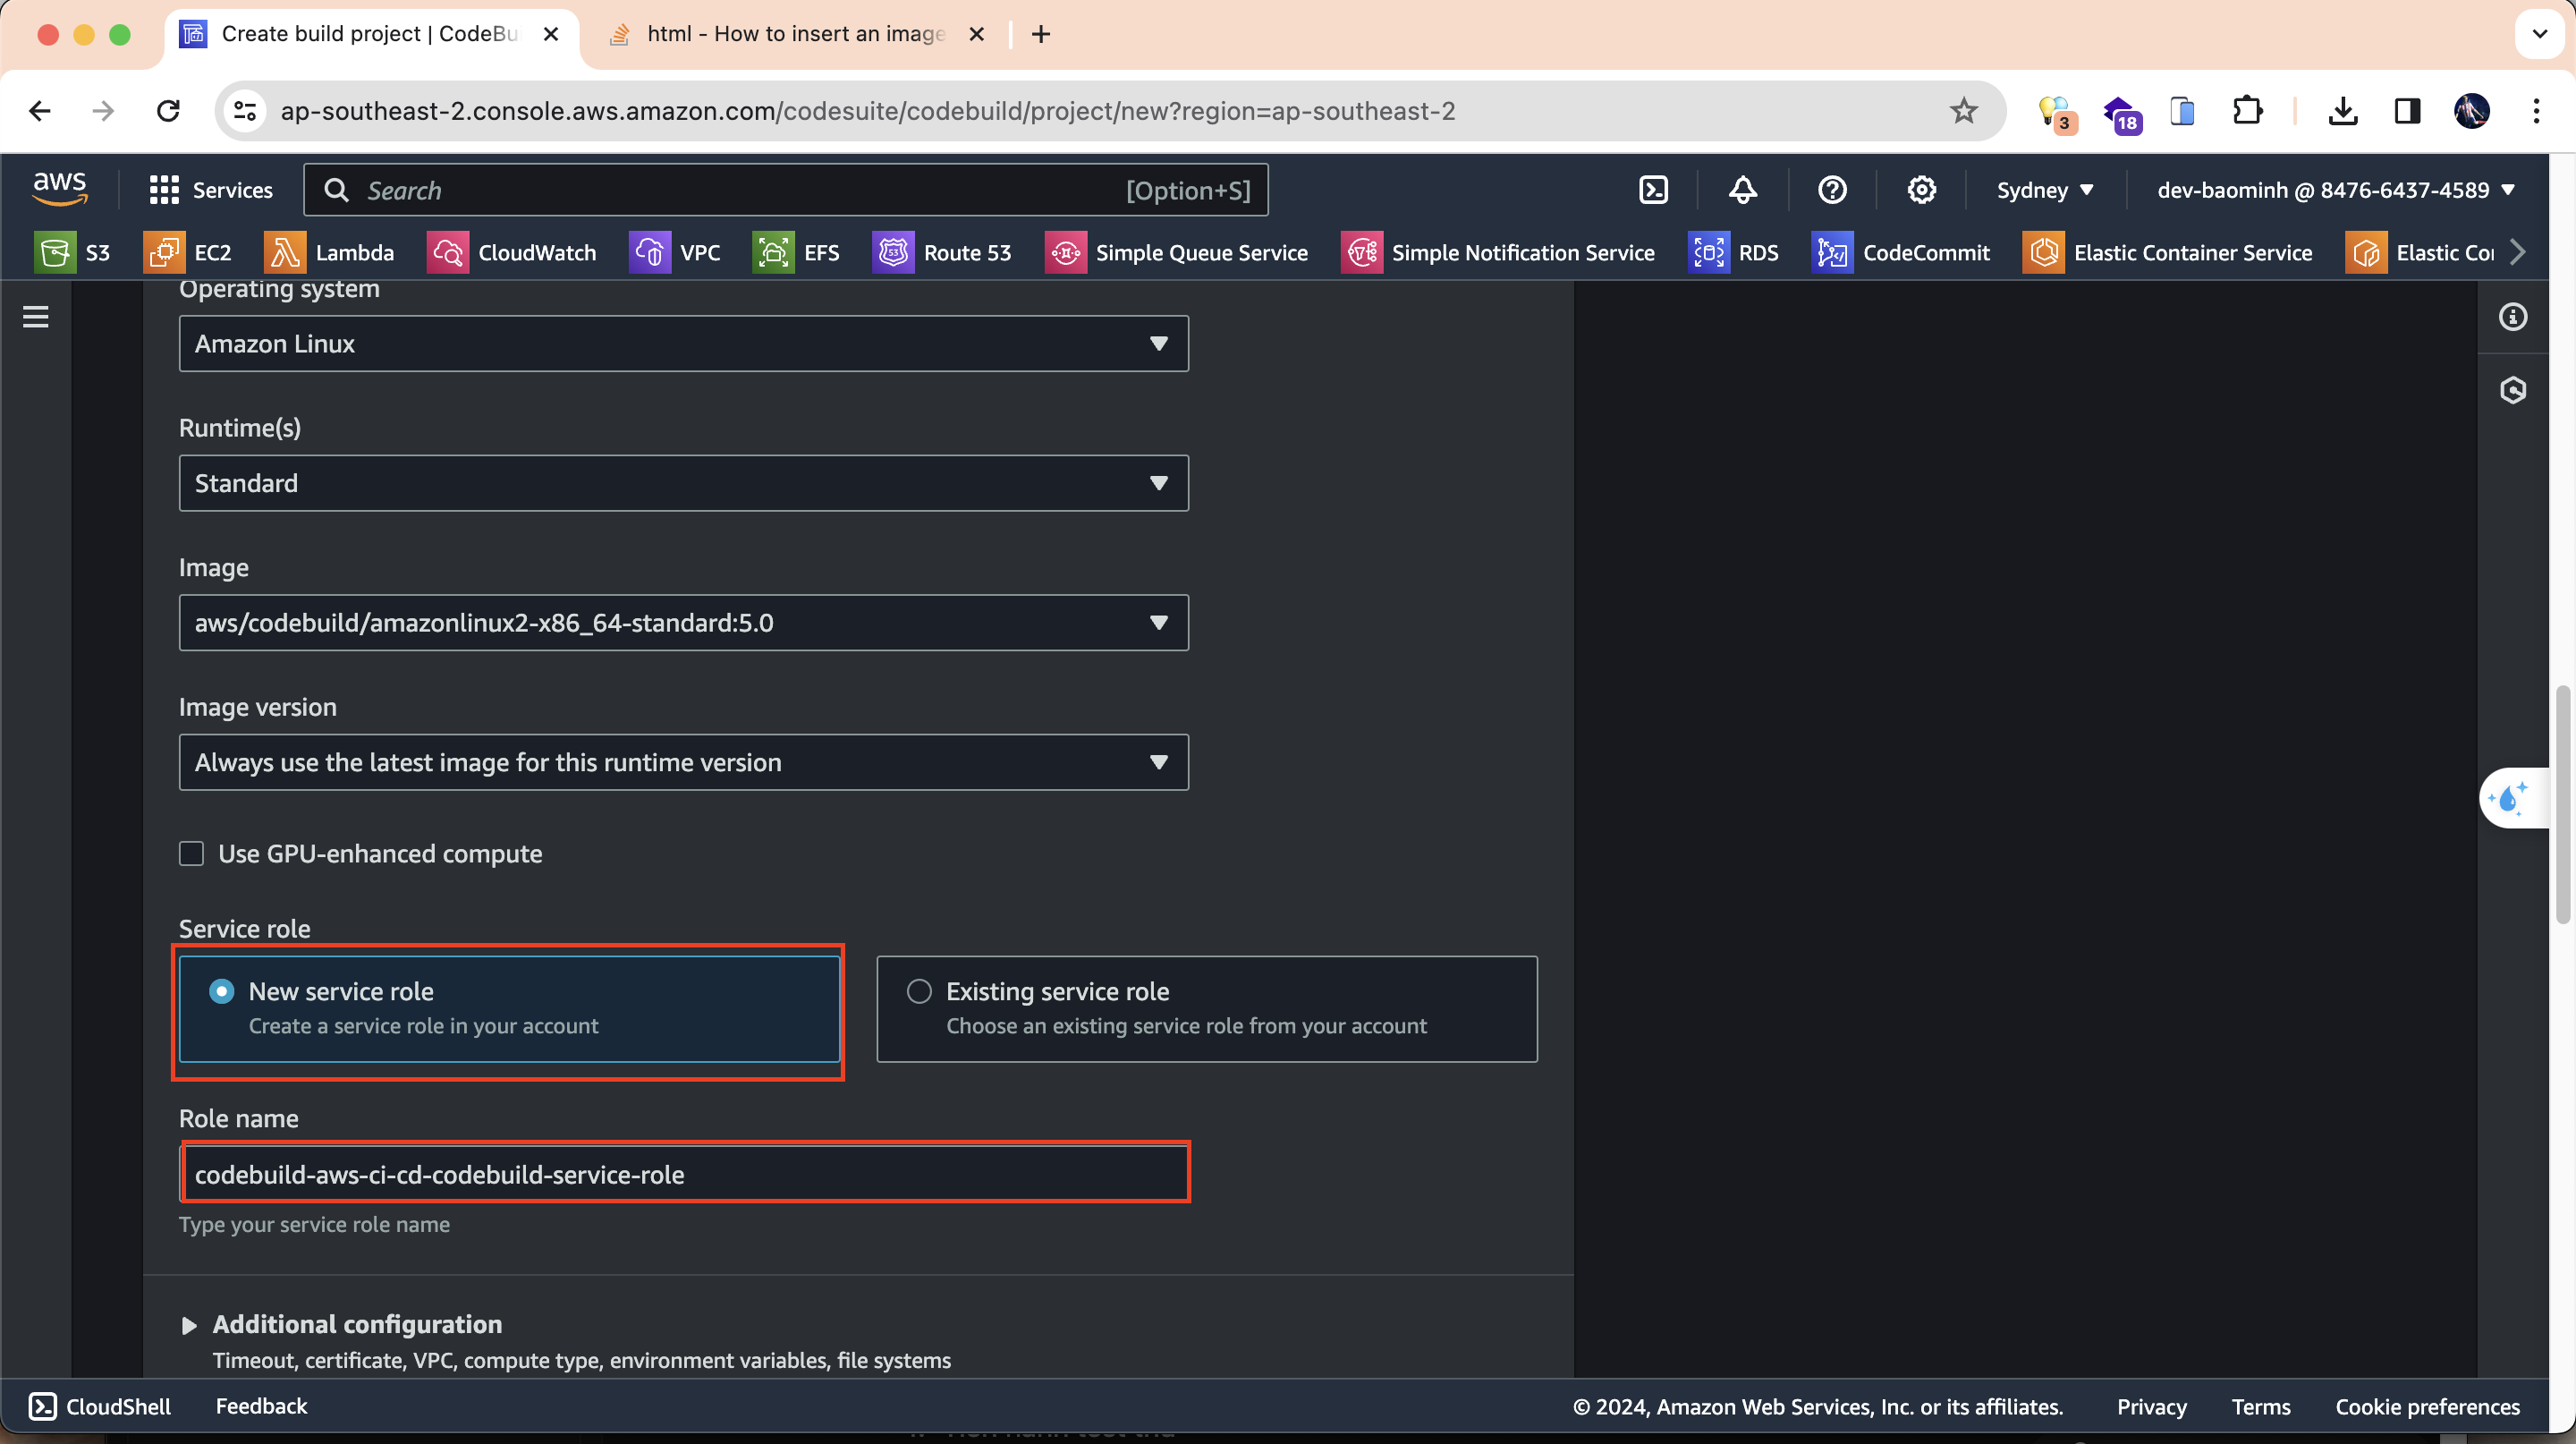 Create build project | CodeBu
html - How to insert an image
ap-southeast-2.console.aws.amazon.com/codesuite/codebuild/project/new?region=ap-southeast-2
3
18
aws
Services
Search
[Option+S]
Sydney
dev-baominh @ 8476-6437-4589
S3
EC2
Lambda
CloudWatch
VPC
EFS
Route 53
Simple Queue Service
Simple Notification Service
RDS
CodeCommit
Elastic Container Service
Elastic Co
Operating system
Amazon Linux
Runtime(s)
Standard
Image
aws/codebuild/amazonlinux2-x86_64-standard:5.0
Image version
Always use the latest image for this runtime version
Use GPU-enhanced compute
Service role
New service role
Create a service role in your account
Existing service role
Choose an existing service role from your account
Role name
codebuild-aws-ci-cd-codebuild-service-role
Type your service role name
Additional configuration
Timeout, certificate, VPC, compute type, environment variables, file systems
CloudShell
Feedback
© 2024, Amazon Web Services, Inc. or its affiliates.
Privacy
Terms
Cookie preferences